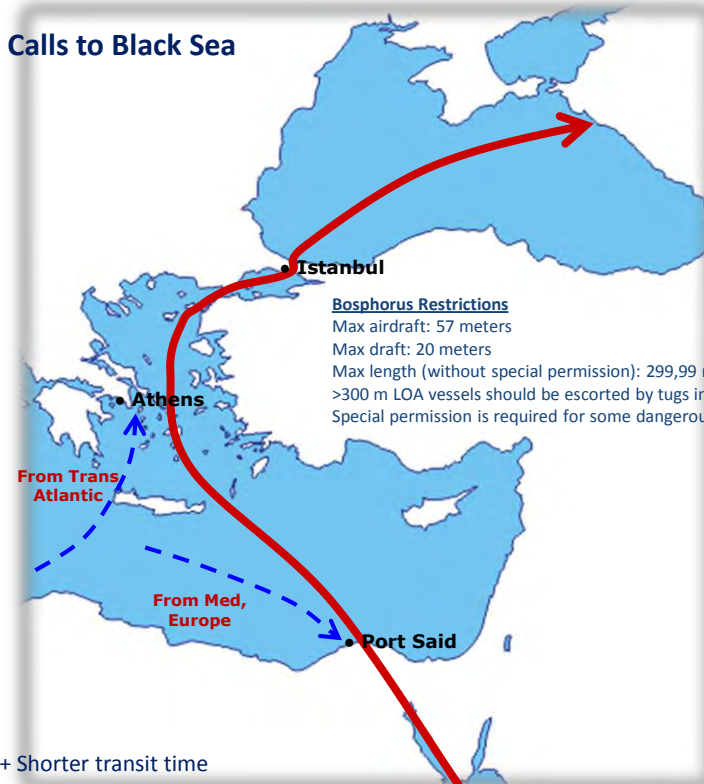 Calls to Black Sea
Istanbul
Bosphorus Restrictions
Max airdraft: 57 meters
Max draft: 20 meters
Max length (without special permission): 299,99
>300 m LOA vessels should be escorted by tugs
Special permission is required for some
Athens
From Trans
Atlantic
From Med,
Europe
Port Said
+ Shorter transit time